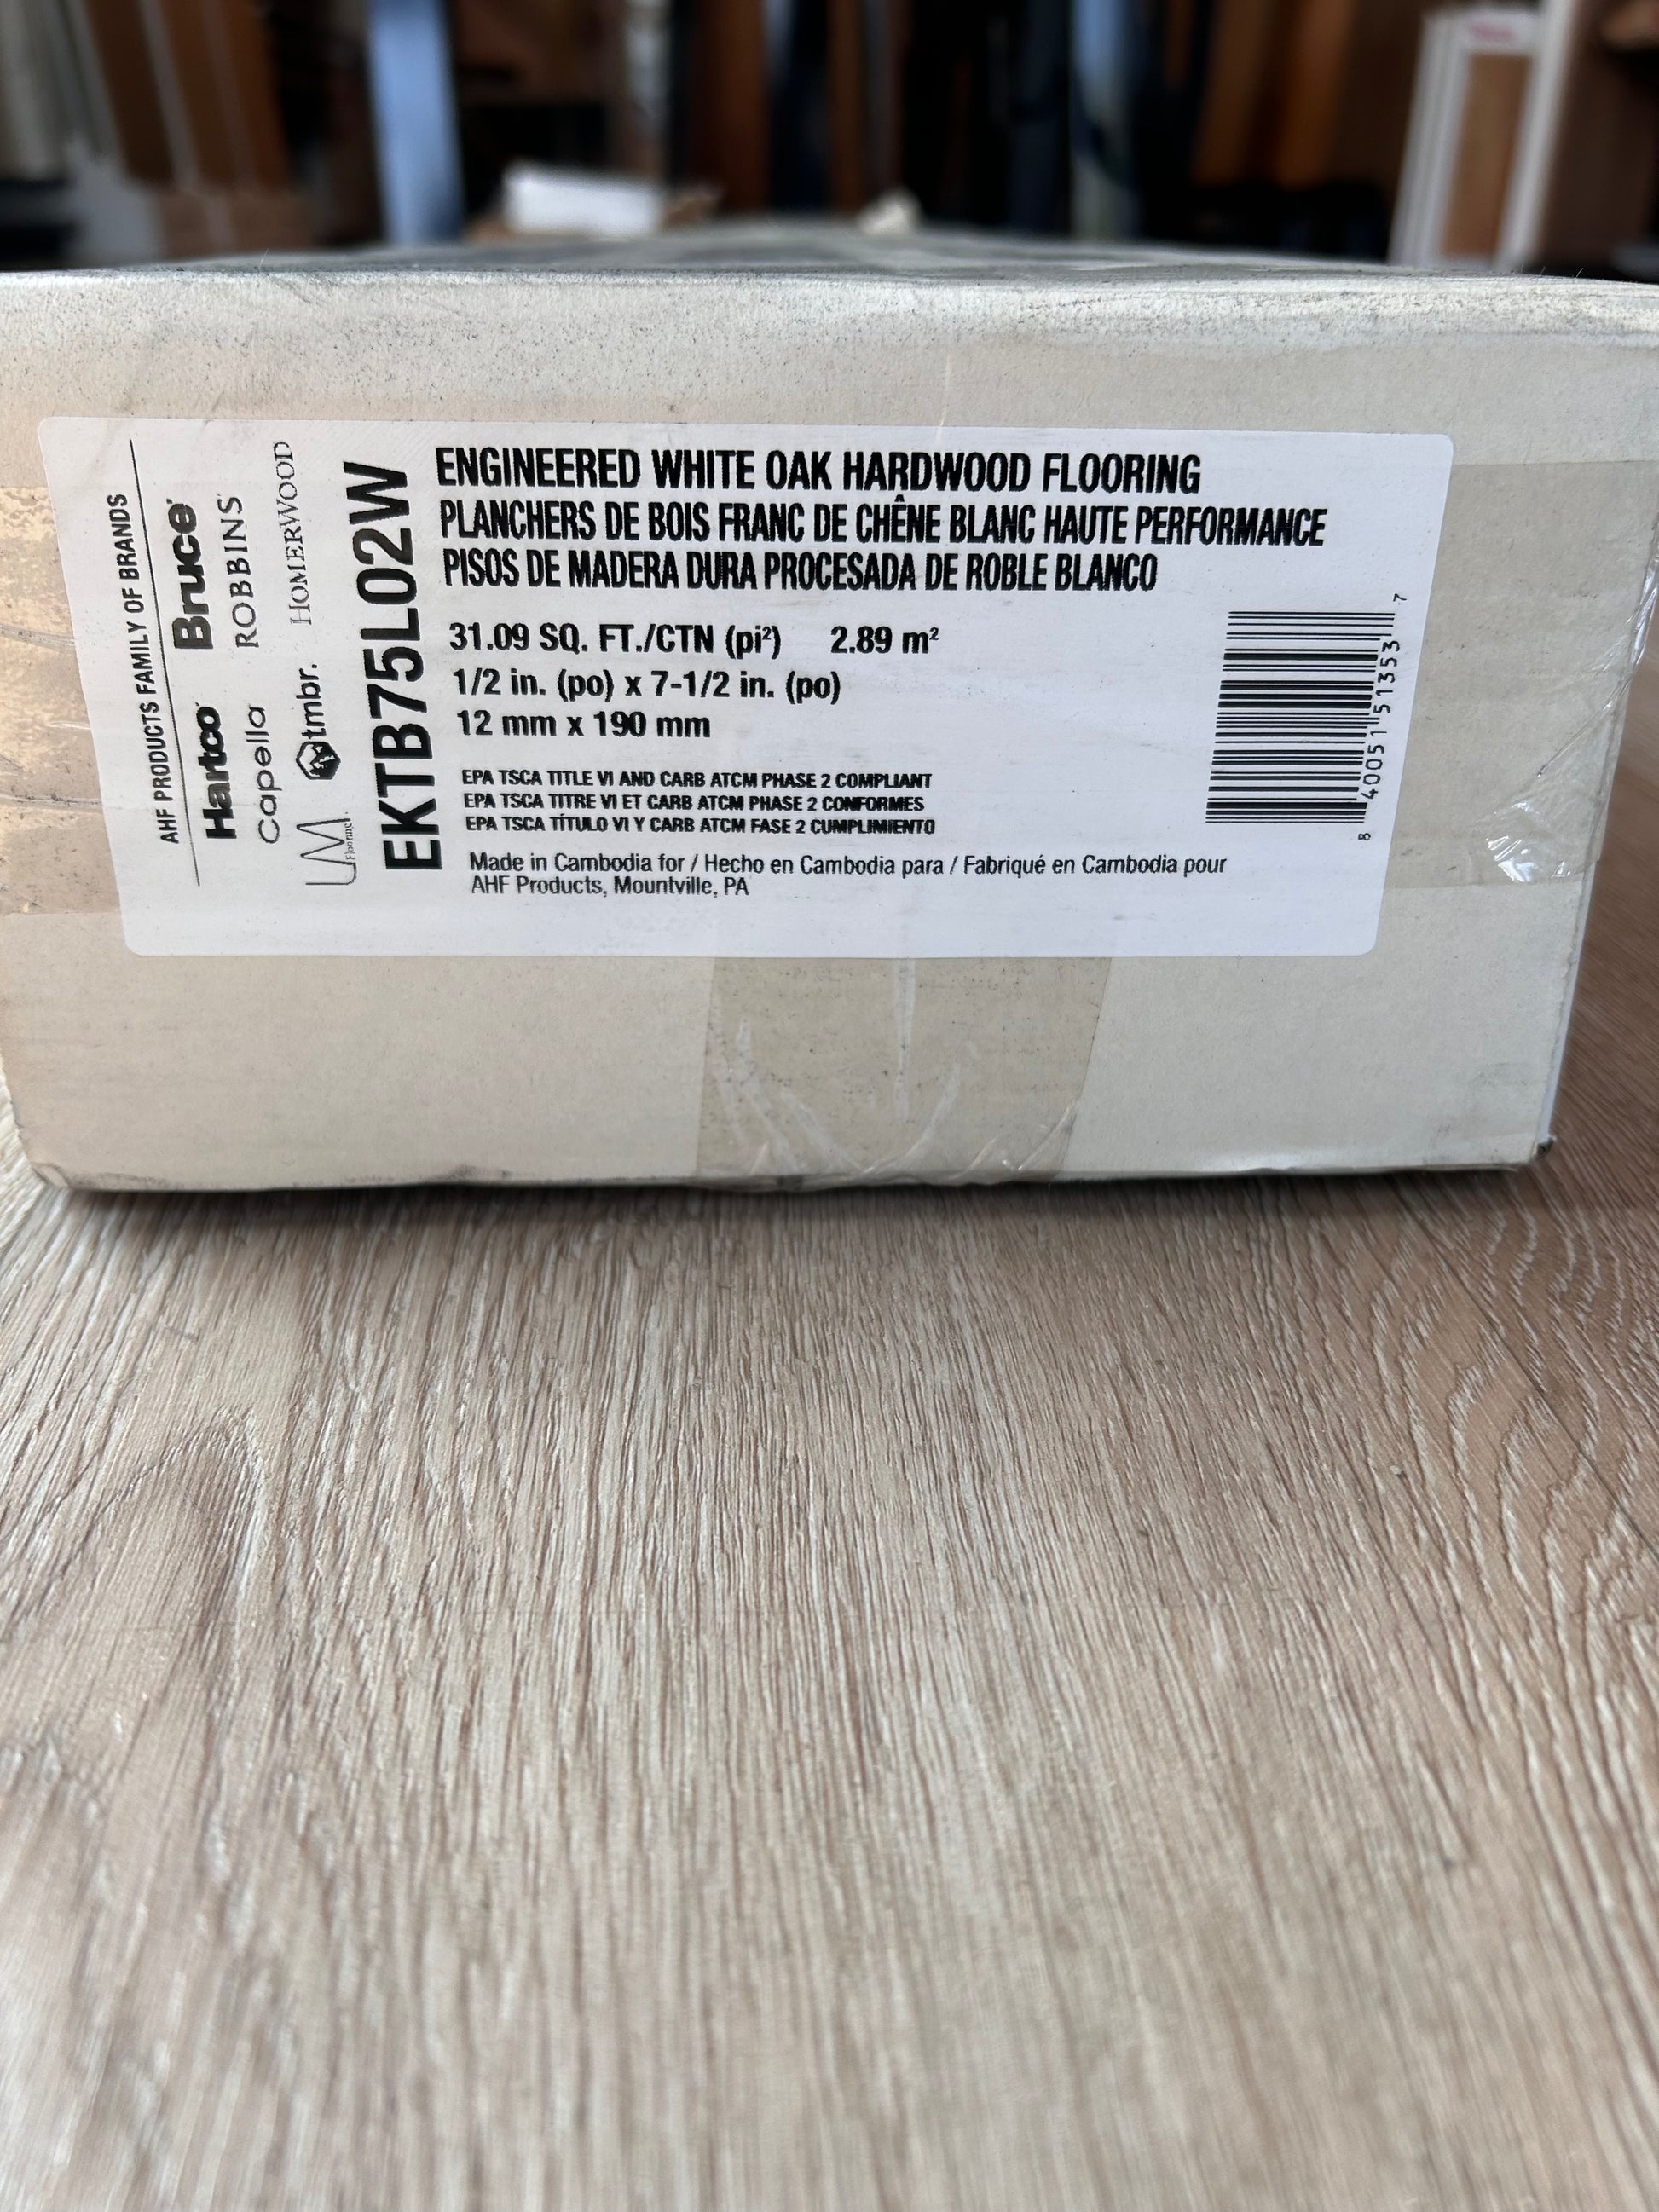 AHF PRODUCTS FAMILY OF BRANDS
Hartco Bruce
Capella ROBBINS
LM Flooring tmbr. HOMERWOOD
EKTB75L02W
ENGINEERED WHITE OAK HARDWOOD FLOORING
PLANCHERS DE BOIS FRANC DE CHÊNE BLANC HAUTE PERFORMANCE
PISOS DE MADERA DURA PROCESADA DE ROBLE BLANCO
31.09 SQ. FT./CTN (pi²) 2.89 m²
1/2 in. (po) x 7-1/2 in. (po)
12 mm x 190 mm
EPA TSCA TITLE VI AND CARB ATCM PHASE 2 COMPLIANT
EPA TSCA TITRE VI ET CARB ATCM PHASE 2 CONFORMES
EPA TSCA TÍTULO VI Y CARB ATCM FASE 2 CUMPLIMIENTO
Made in Cambodia for / Hecho en Cambodia para / Fabriqué en Cambodia pour
AHF Products, Mountville, PA
8 40051 51353 7